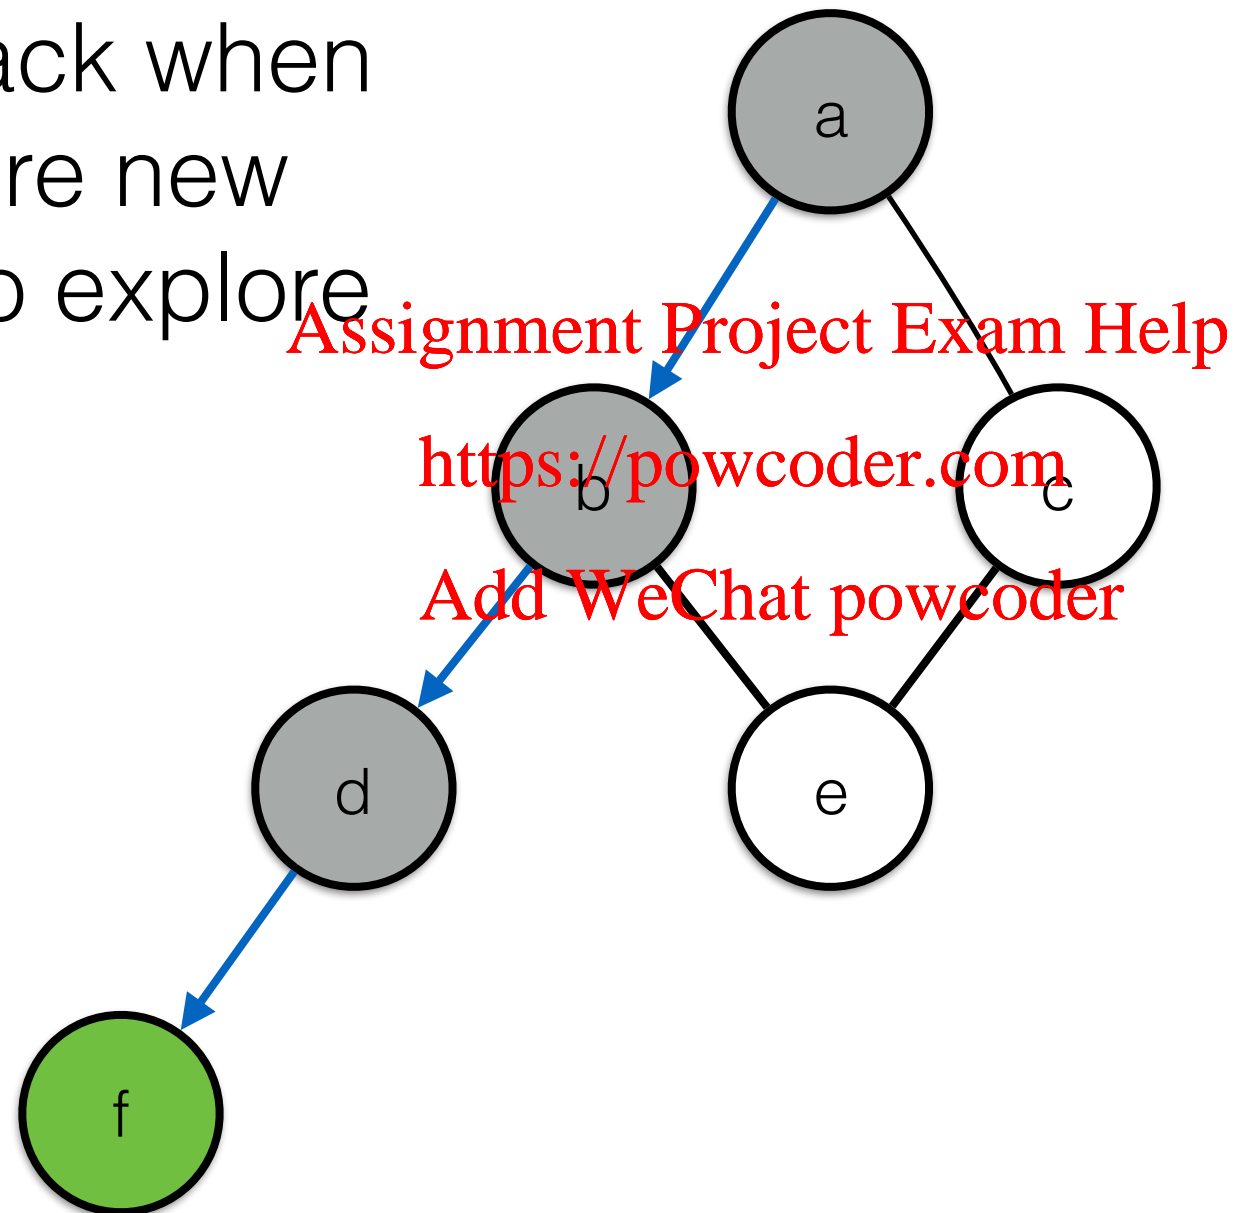 ack when
re new
o explore
a
Assignment Project Exam Help
https://powcoder.com
b
c
Add WeChat powcoder
d
e
f